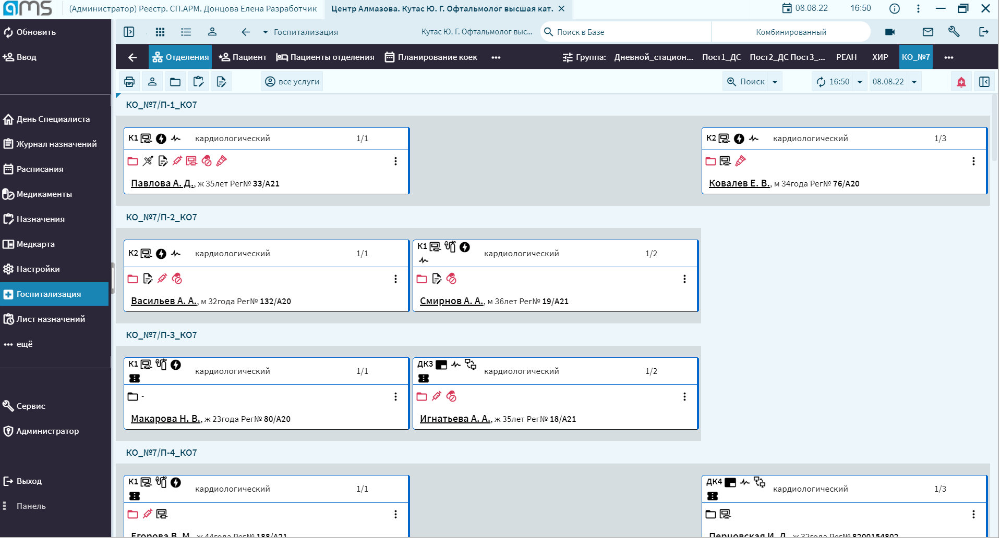 qms (Администратор) Реестр. СП.АРМ. Донцова Елена Разработчик Центр Алмазова. Кутас Ю. Г. Офтальмолог высшая кат. 08.08.22 16:50
Обновить Госпитализация Кутас Ю. Г. Офтальмолог выс... Поиск в Базе Комбинированный
Ввод Отделения Пациент Пациенты отделения Планирование коек Группа: Дневной_стацион... Пост1_ДС Пост2_ДС Пост3_... РЕАН ХИР КО_№7
все услуги Поиск 16:50 08.08.22
День Специалиста
Журнал назначений
Расписания
Медикаменты
Назначения
Медкарта
Настройки
Госпитализация
Лист назначений
ещё
Сервис
Администратор
Выход
Панель
КО_№7/П-1_КО7
К1 кардиологический 1/1
Павлова А. Д., ж 35лет Рег№ 33/А21
К2 кардиологический 1/3
Ковалев Е. В., м 34года Рег№ 76/А20
КО_№7/П-2_КО7
К2 кардиологический 1/1
Васильев А. А., м 32года Рег№ 132/А20
К1 кардиологический 1/2
Смирнов А. А., м 36лет Рег№ 19/А21
КО_№7/П-3_КО7
К1 кардиологический 1/1
-
Макарова Н. В., ж 23года Рег№ 80/А20
ДК3 кардиологический 1/2
Игнатьева А. А., ж 35лет Рег№ 18/А21
КО_№7/П-4_КО7
К1 кардиологический 1/1
Егорова В. М., ж 44года Рег№ 188/А21
ДК4 кардиологический 1/3
Перцовская И. Д., ж 32года Рег№ 8200154802